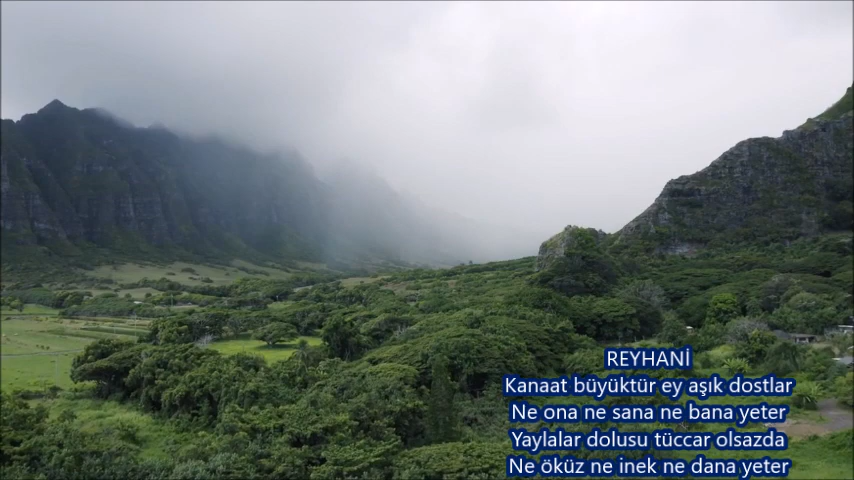 REYHANİ
Kanaat büyüktür ey aşık dostlar
Ne ona ne sana ne bana yeter
Yaylalar dolusu tüccar olsazda
Ne öküz ne inek ne dana yeter